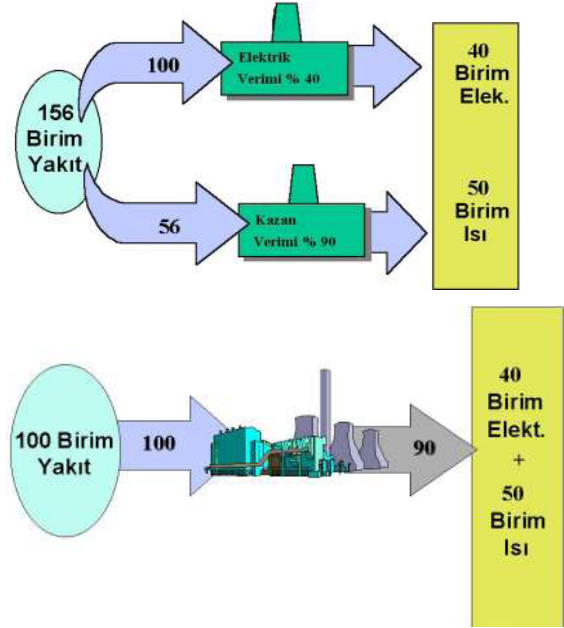 156
Birim
Yakıt
100
Elektrik
Verimi % 40
40
Birim
Elek.
56
Kazan
Verimi % 90
50
Birim
Isı
100 Birim
Yakıt
100
90
40
Birim
Elekt.
+
50
Birim
Isı